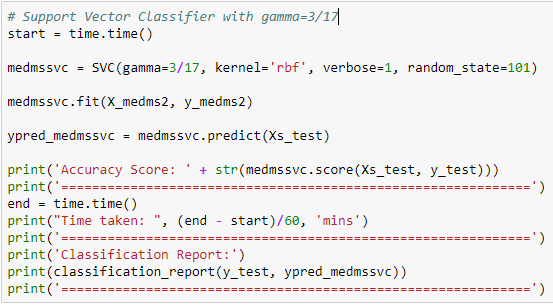 # Support Vector Classifier with gamma=3/17
start = time.time()
medmssvc = SVC(gamma=3/17, kernel='rbf', verbose=1, random_state=101)
medmssvc.fit(X_medms2, y_medms2)
ypred_medmssvc = medmssvc.predict(Xs_test)
print('Accuracy Score: ' + str(medmssvc.score(Xs_test, y_test)))
print('=============================================================')
end = time.time()
print("Time taken: ", (end - start)/60, 'mins')
print('=============================================================')
print('Classification Report:')
print(classification_report(y_test, ypred_medmssvc))
print('=============================================================')